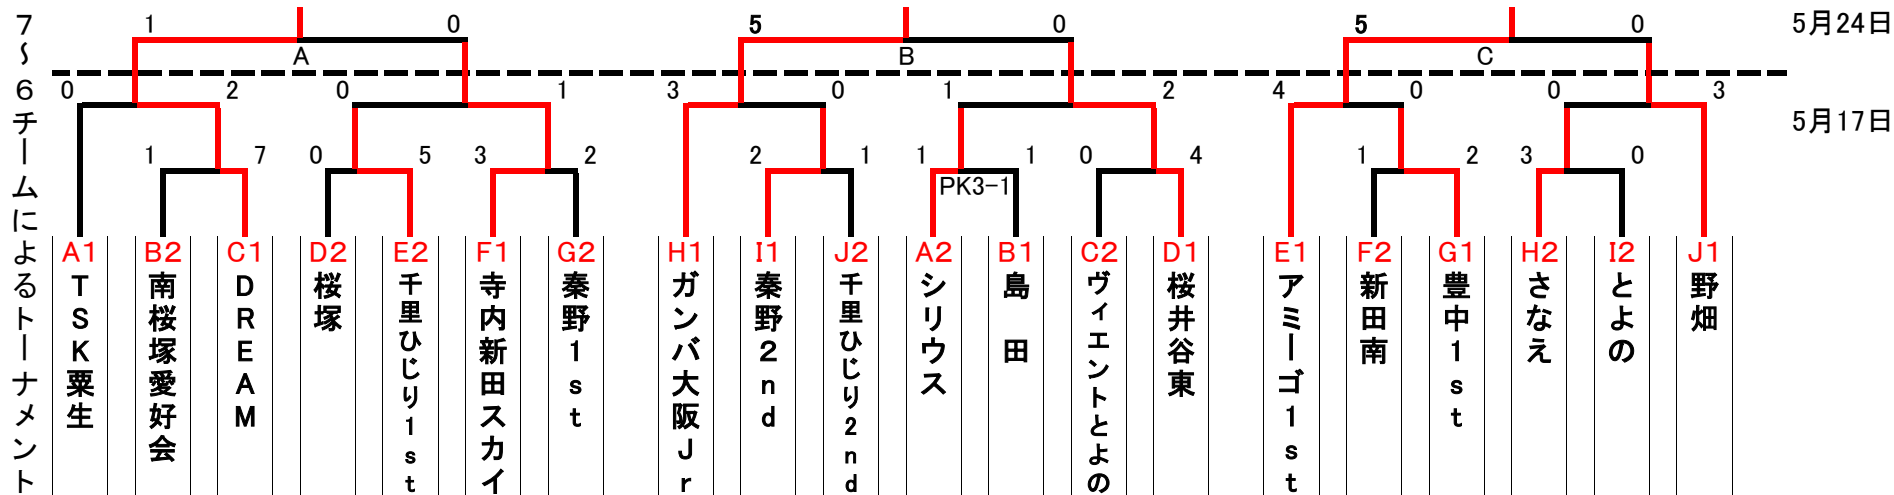 7～6チームによるトーナメント
1 0 5 0 5 0 5月24日
A B C
0 2 0 1 3 0 1 2 4 0 0 3
5月17日
1 7 0 5 3 2 2 1 1 1 0 4 1 2 3 0
PK3-1
A1 B2 C1 D2 E2 F1 G2 H1 I1 J2 A2 B1 C2 D1 E1 F2 G1 H2 I2 J1
TSK粟生
南桜塚愛好会
DREAM
桜塚
千里ひじり1st
寺内新田スカイ
秦野1st
ガンバ大阪Jr
秦野2nd
千里ひじり2nd
シリウス
島田
ヴィエントとよの
桜井谷東
アミーゴ1st
新田南
豊中1st
さなえ
とよの
野畑